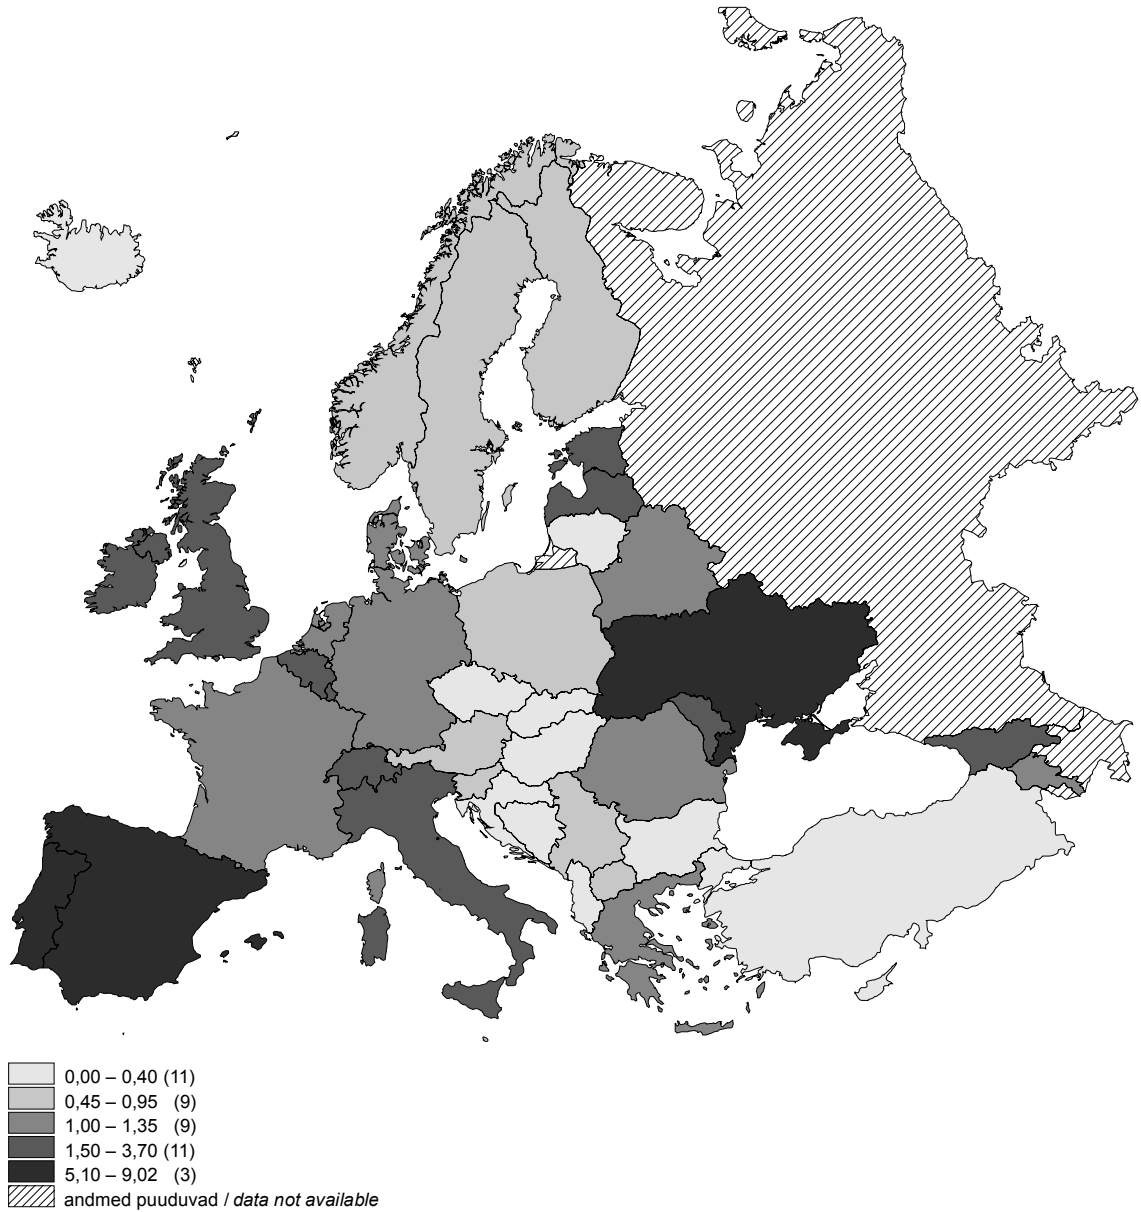 0,00 – 0,40 (11)
0,45 – 0,95 (9)
1,00 – 1,35 (9)
1,50 – 3,70 (11)
5,10 – 9,02 (3)
andmed puuduvad / data not available